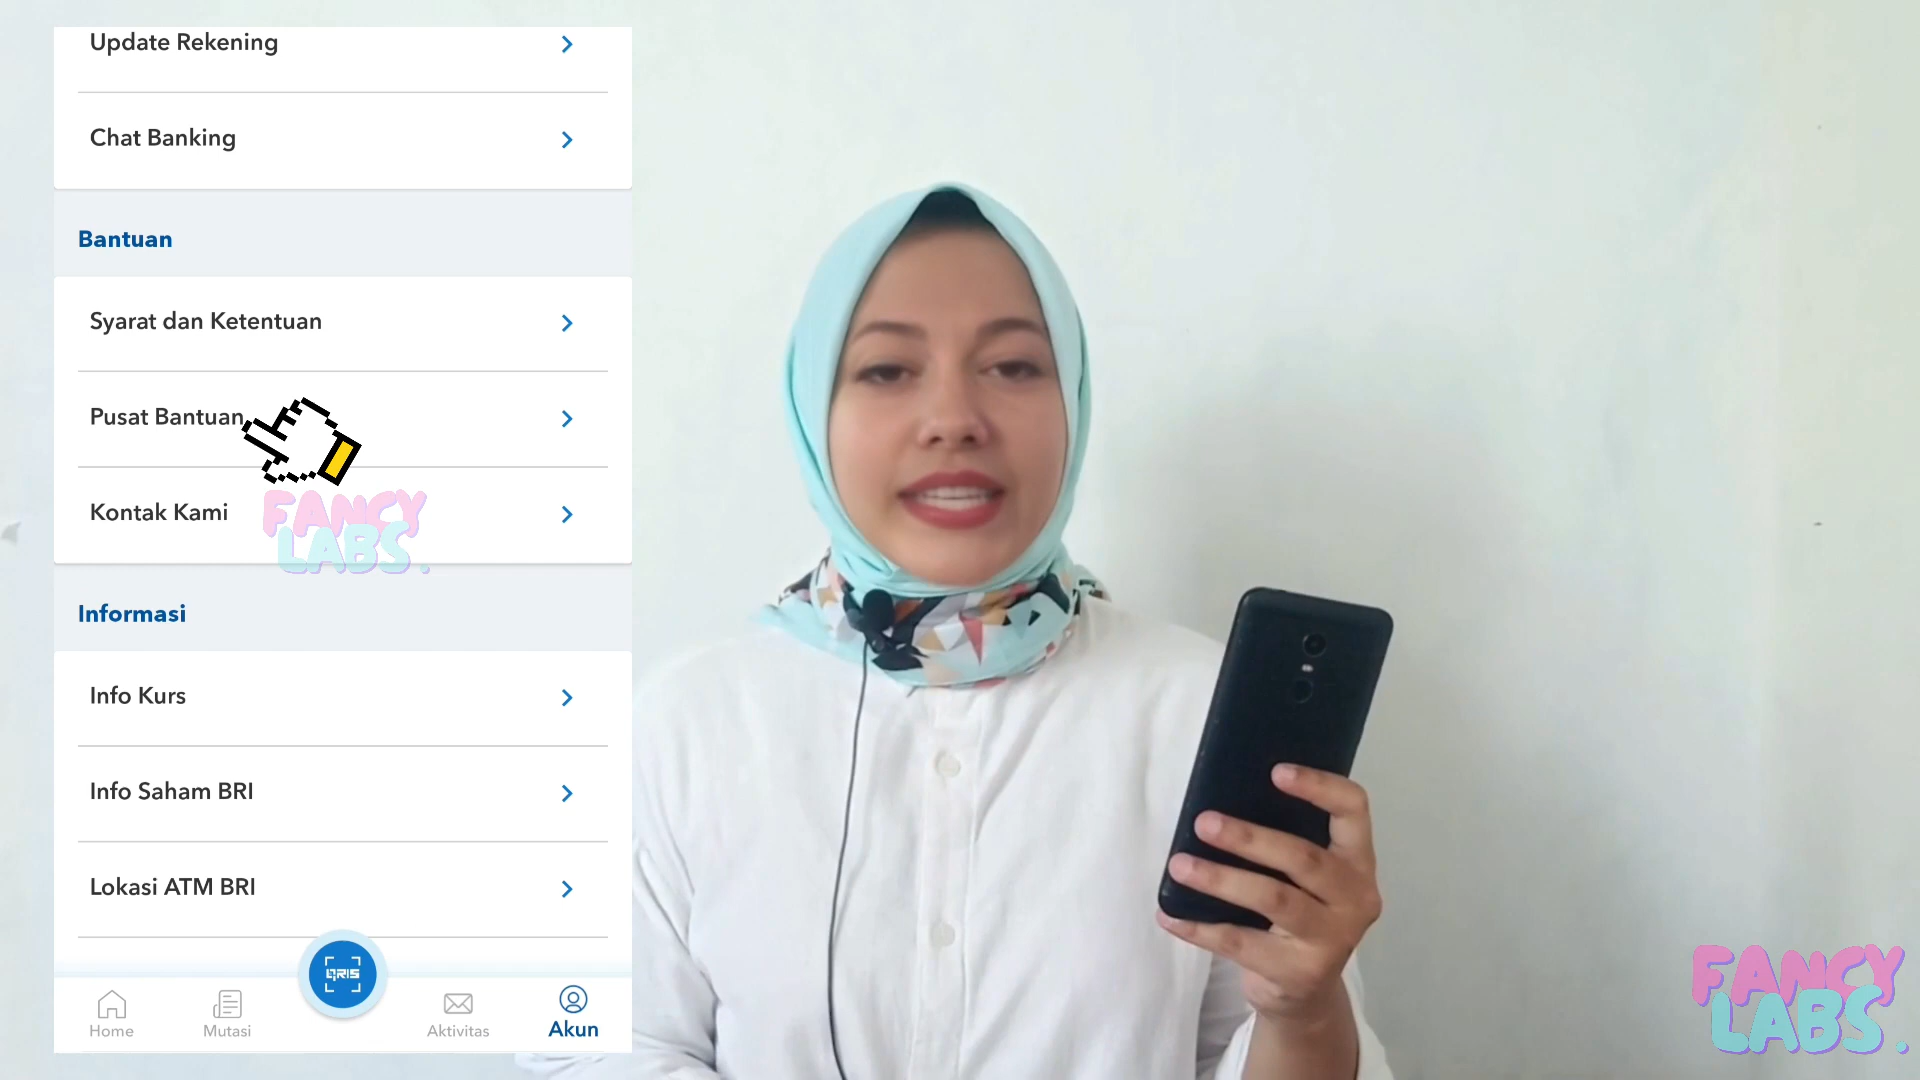 Update Rekening
Chat Banking
Bantuan
Syarat dan Ketentuan
Pusat Bantuan
Kontak Kami
FANCY
LABS.
Informasi
Info Kurs
Info Saham BRI
Lokasi ATM BRI
QRIS
Home
Mutasi
Aktivitas
Akun
FANCY
LABS.